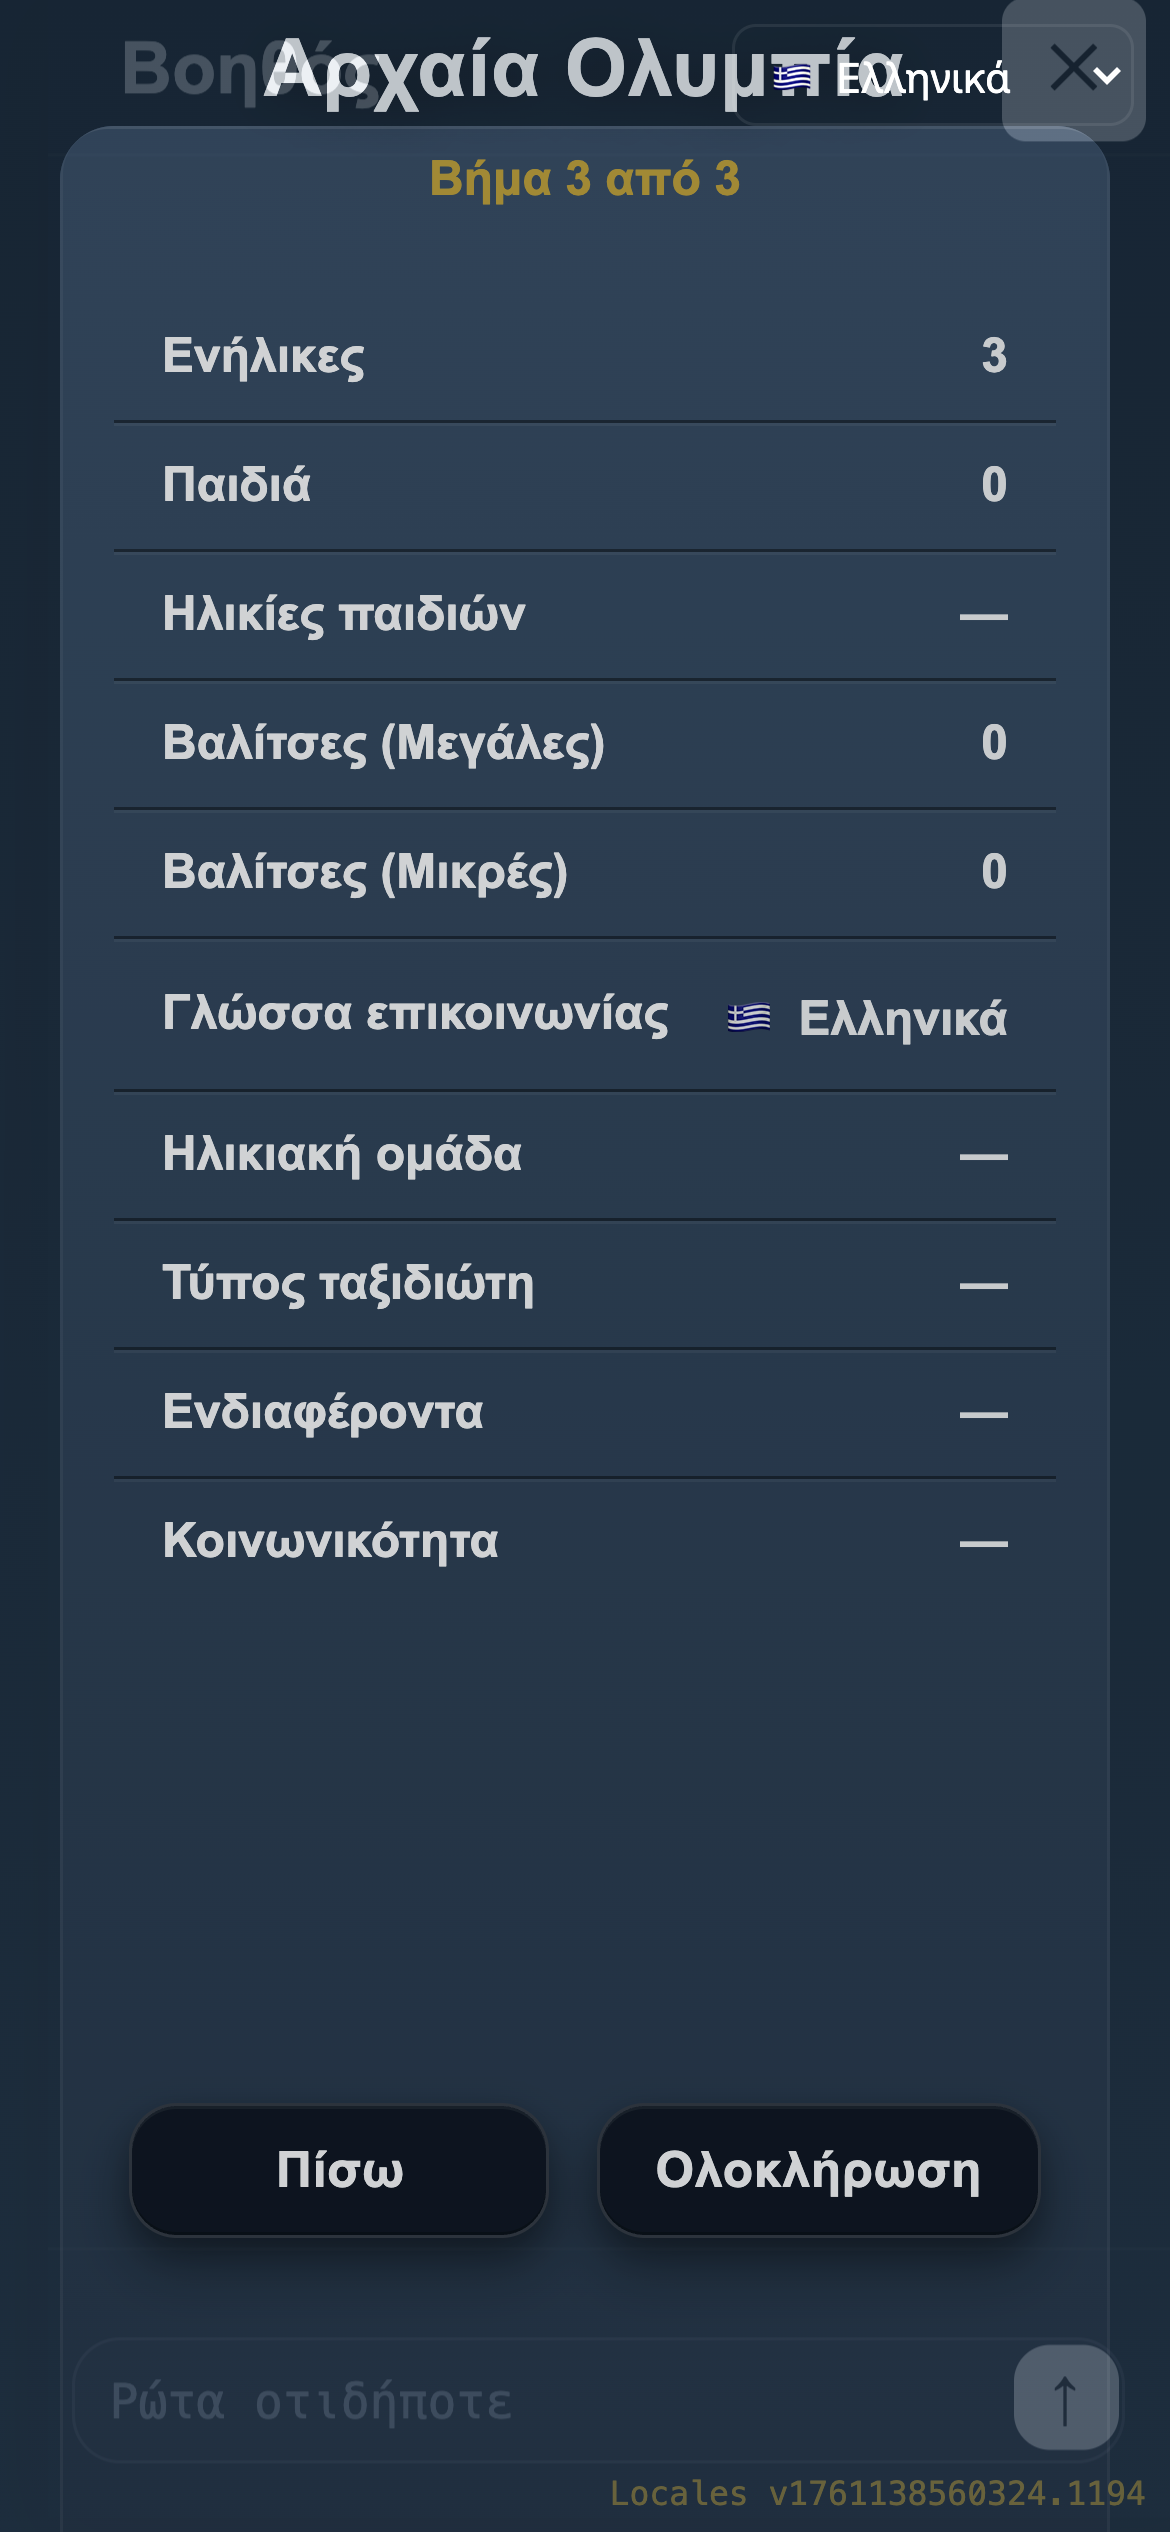 Βοηθός
Αρχαία Ολυμπία
Ελληνικά
Βήμα 3 από 3
Ενήλικες 3
Παιδιά 0
Ηλικίες παιδιών —
Βαλίτσες (Μεγάλες) 0
Βαλίτσες (Μικρές) 0
Γλώσσα επικοινωνίας Ελληνικά
Ηλικιακή ομάδα —
Τύπος ταξιδιώτη —
Ενδιαφέροντα —
Κοινωνικότητα —
Πίσω Ολοκλήρωση
Ρώτα οτιδήποτε
Locales v1761138560324.1194